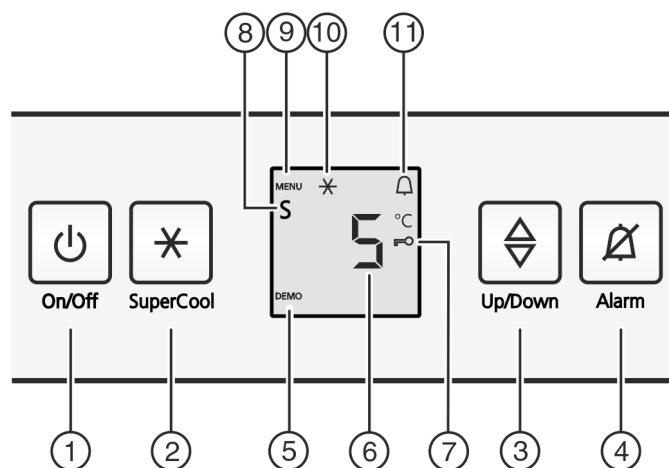 8 9 10 11
MENU
S
5 °C
DEMO
On/Off SuperCool Up/Down Alarm
1 2 5 6 7 3 4